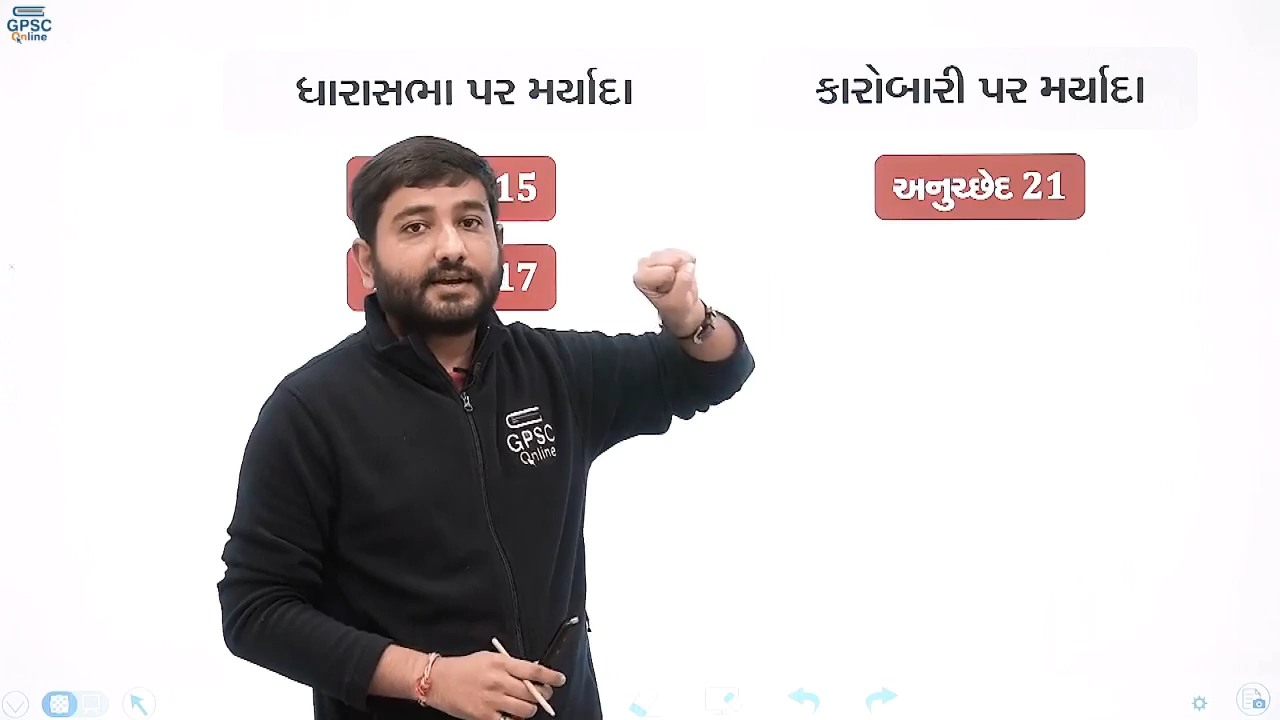 GPSC
Online
ધારાસભા પર મર્યાદા
કારોબારી પર મર્યાદા
15
અનુચ્છેદ 21
17
GPSC
Online